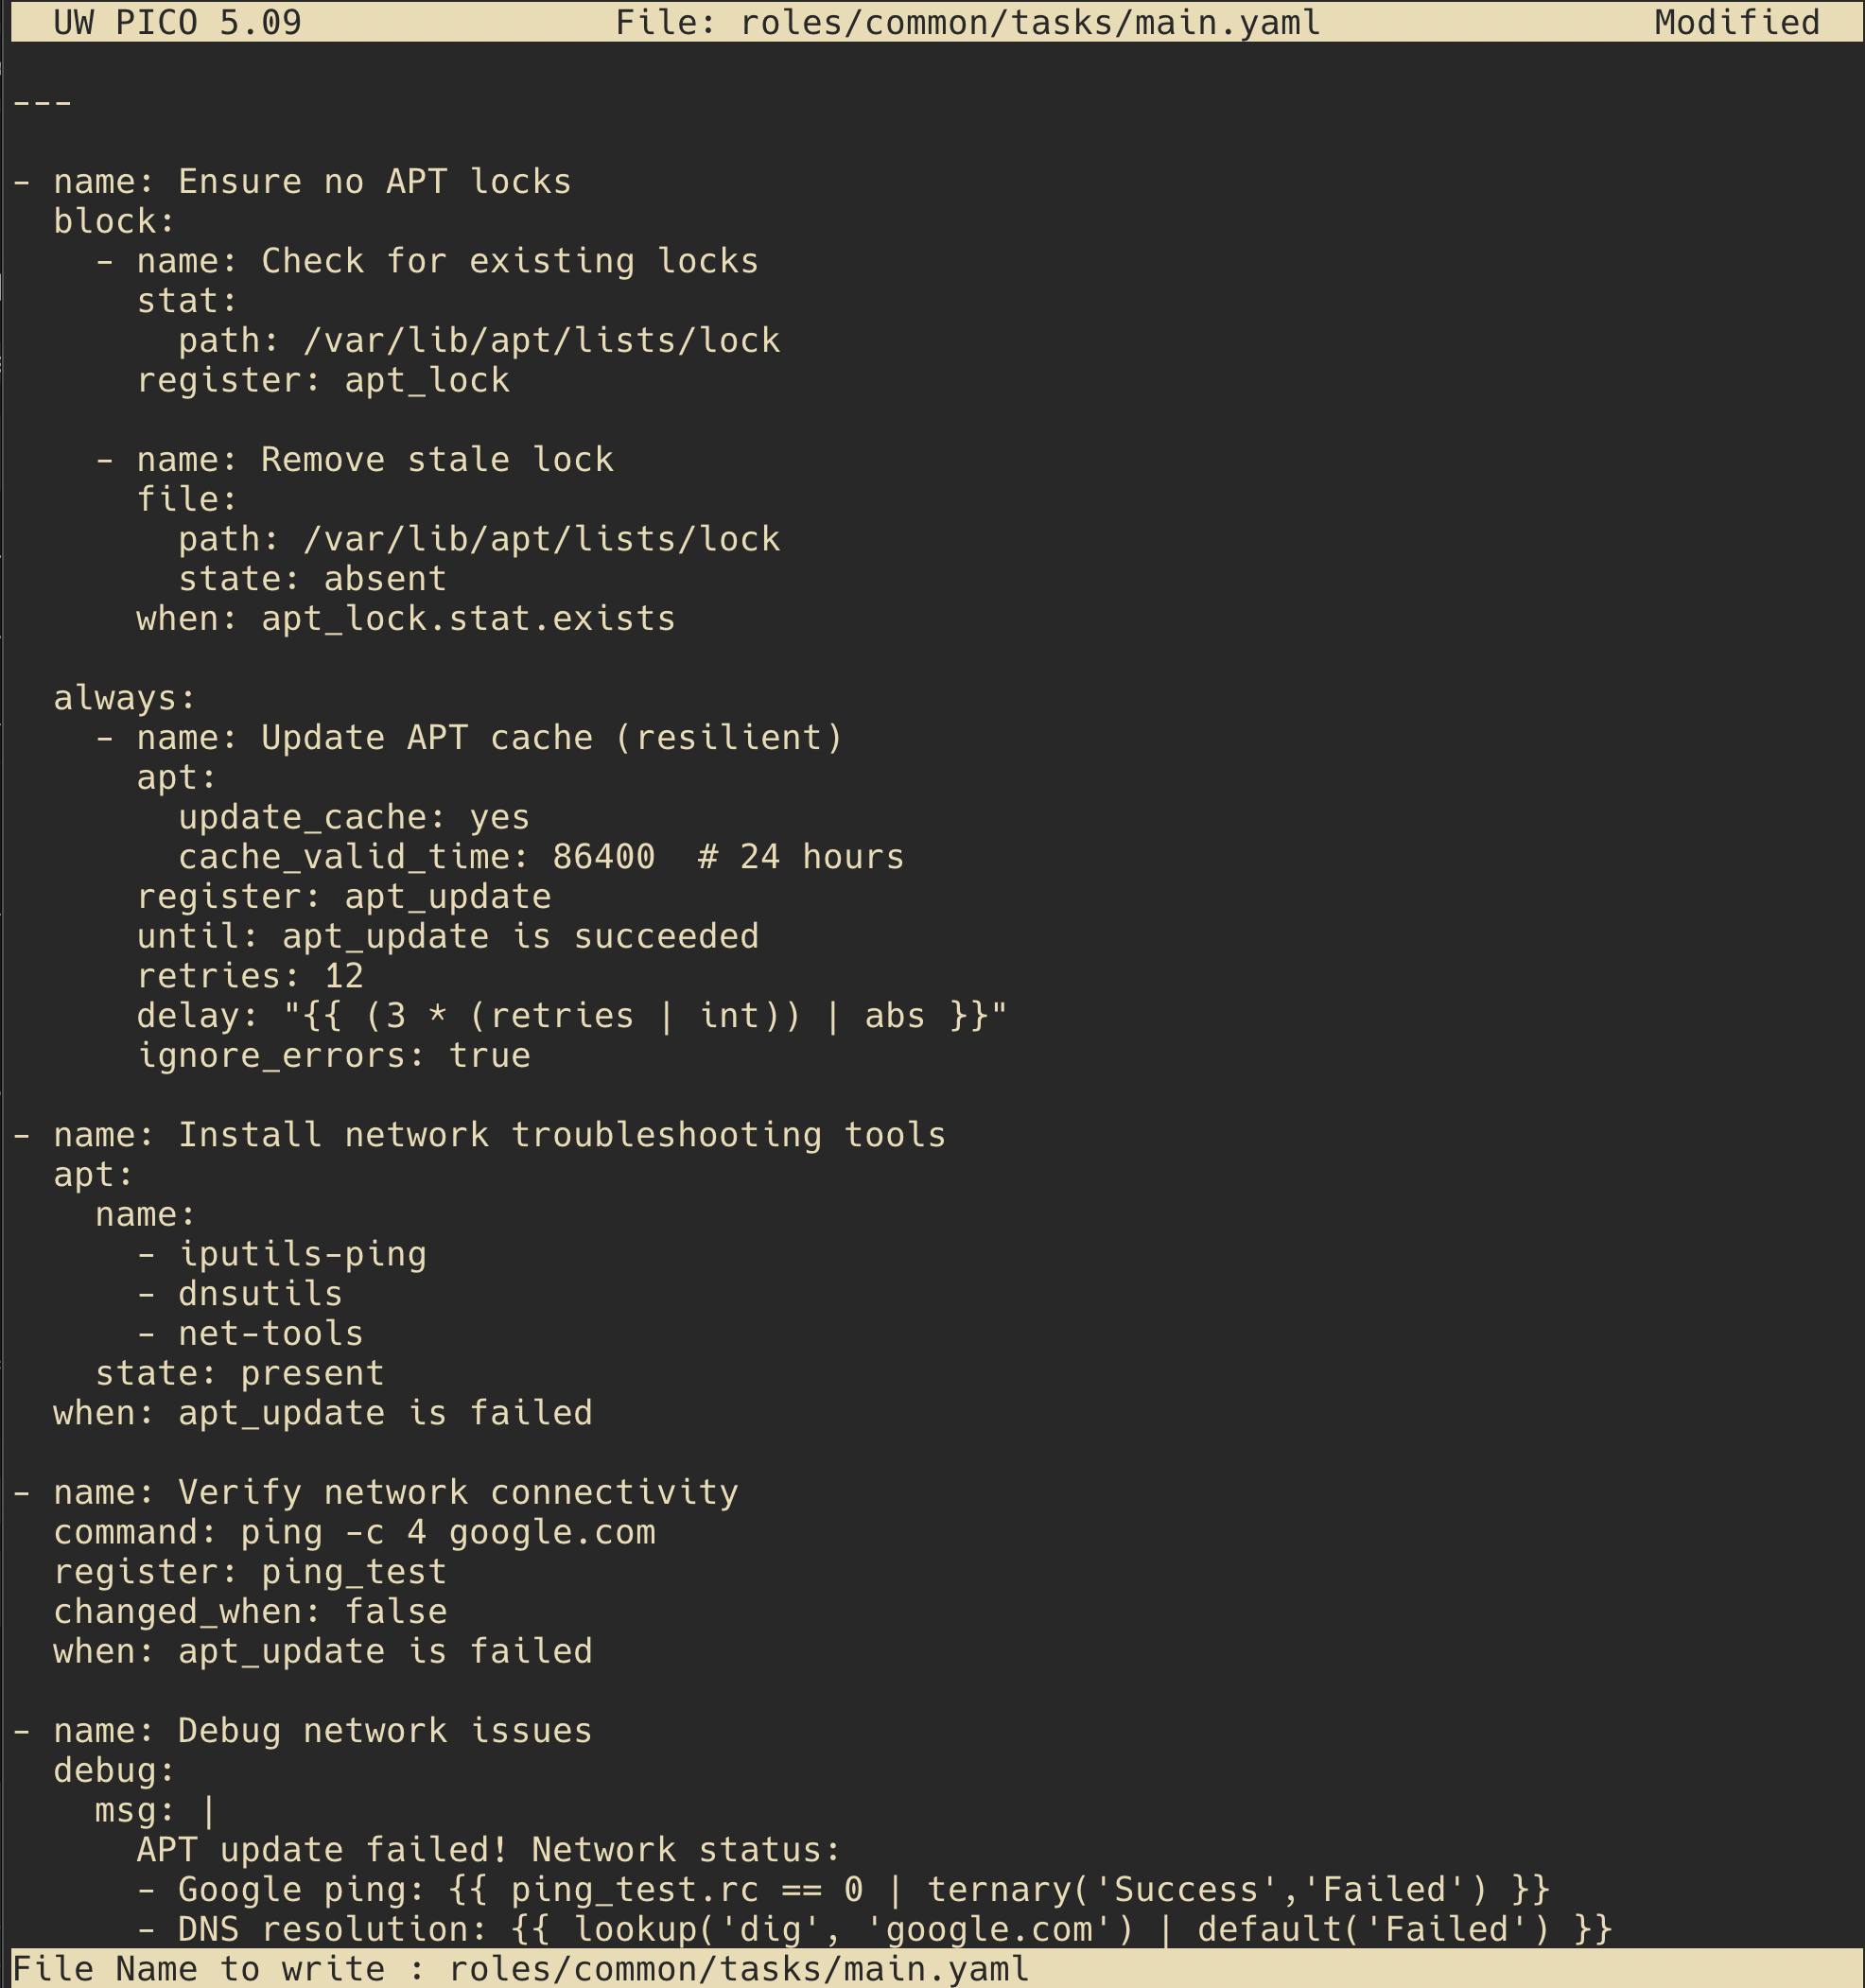 UW PICO 5.09 File: roles/common/tasks/main.yaml Modified
---
- name: Ensure no APT locks
  block:
    - name: Check for existing locks
      stat:
        path: /var/lib/apt/lists/lock
      register: apt_lock
    - name: Remove stale lock
      file:
        path: /var/lib/apt/lists/lock
        state: absent
      when: apt_lock.stat.exists
  always:
    - name: Update APT cache (resilient)
      apt:
        update_cache: yes
        cache_valid_time: 86400  # 24 hours
      register: apt_update
      until: apt_update is succeeded
      retries: 12
      delay: "{{ (3 * (retries | int)) | abs }}"
      ignore_errors: true
- name: Install network troubleshooting tools
  apt:
    name:
      - iputils-ping
      - dnsutils
      - net-tools
    state: present
  when: apt_update is failed
- name: Verify network connectivity
  command: ping -c 4 google.com
  register: ping_test
  changed_when: false
  when: apt_update is failed
- name: Debug network issues
  debug:
    msg: |
      APT update failed! Network status:
      - Google ping: {{ ping_test.rc == 0 | ternary('Success','Failed') }}
      - DNS resolution: {{ lookup('dig', 'google.com') | default('Failed') }}
File Name to write : roles/common/tasks/main.yaml